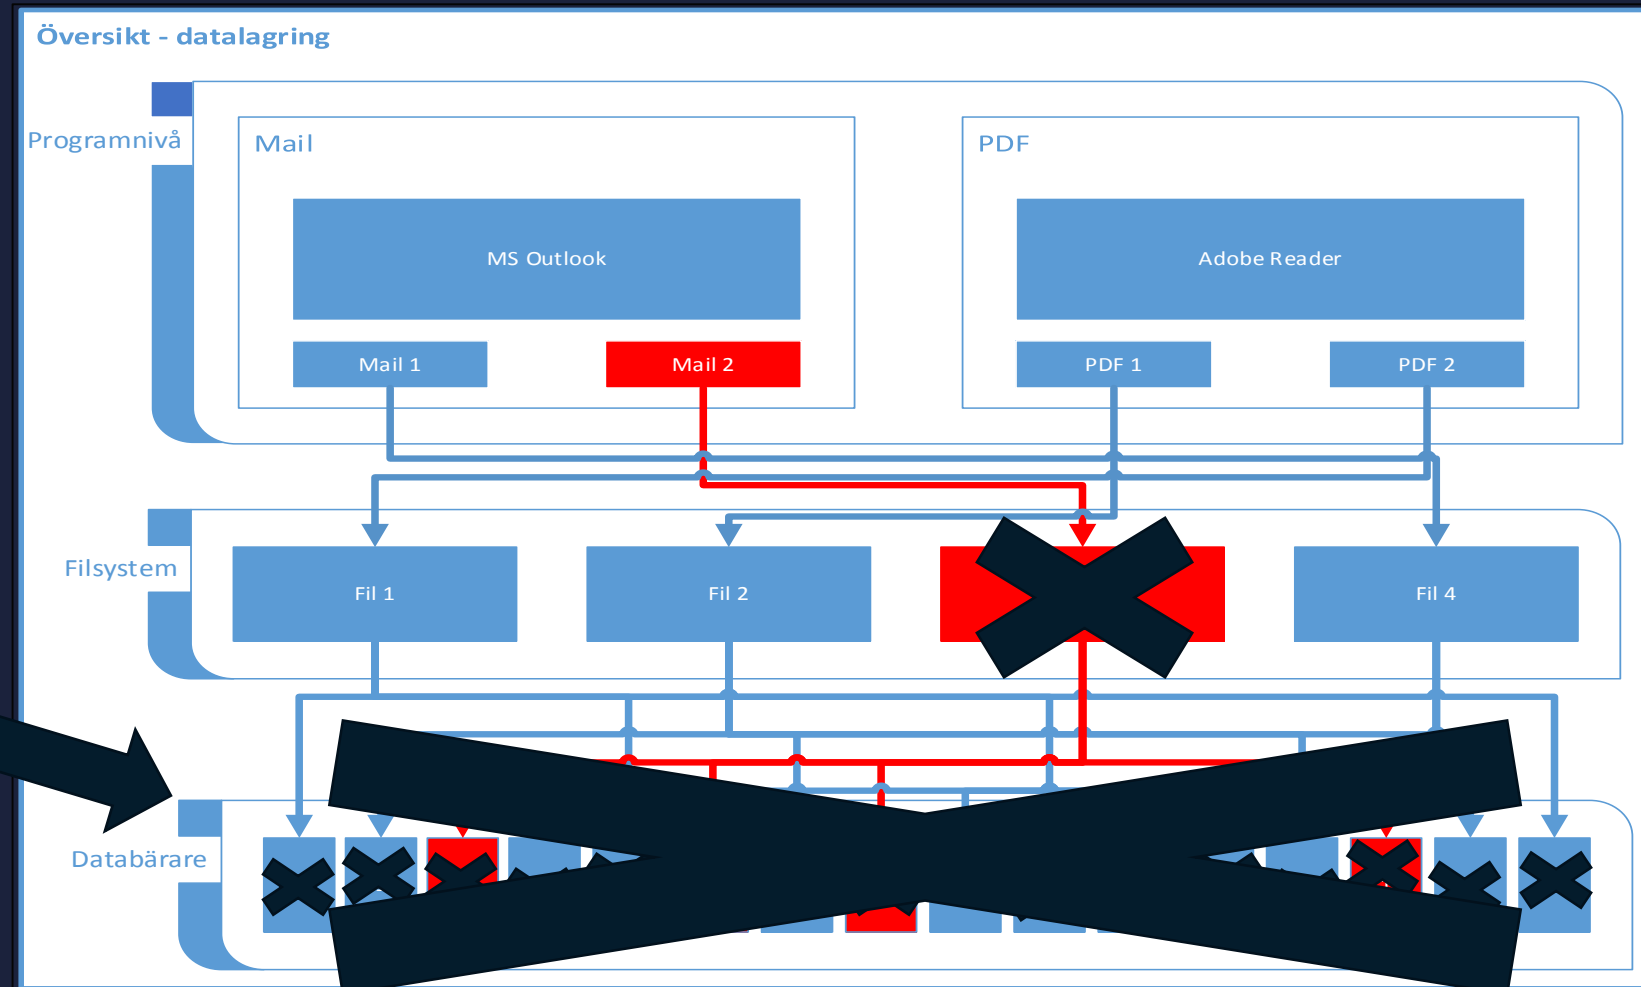 Översikt - datalagring
Programnivå
Mail
PDF
MS Outlook
Adobe Reader
Mail 1
Mail 2
PDF 1
PDF 2
Filsystem
Fil 1
Fil 2
Fil 4
Databärare